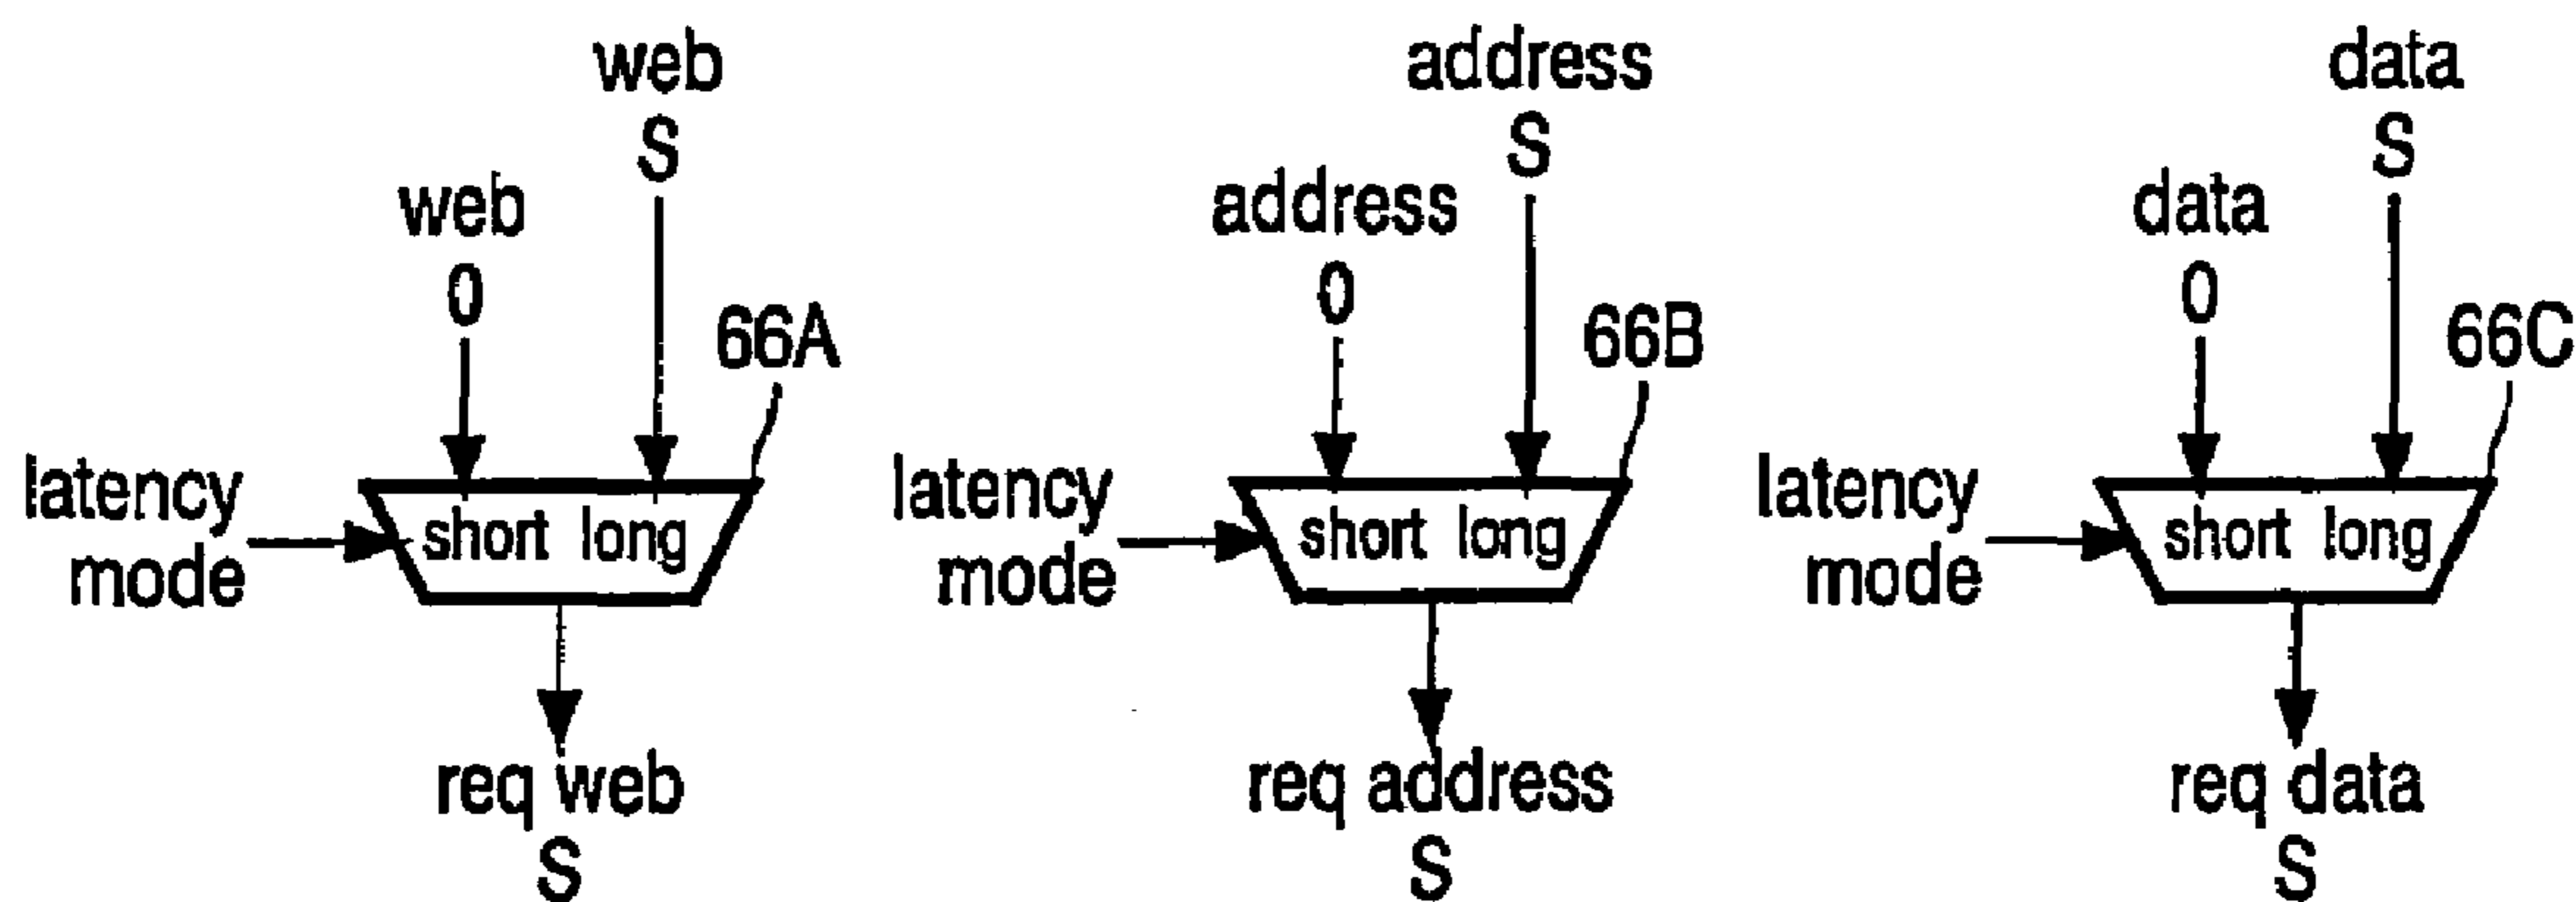 web
S
web
0
66A
latency
mode
short long
req web
S
address
S
address
0
66B
latency
mode
short long
req address
S
data
S
data
0
66C
latency
mode
short long
req data
S